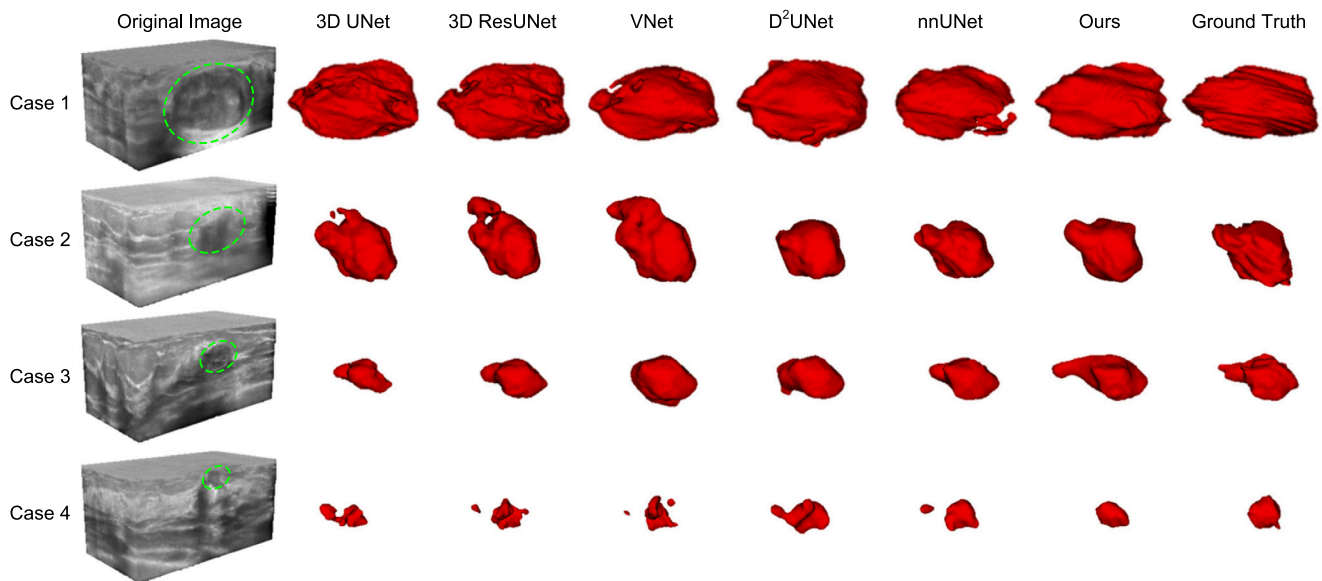 Original Image 3D UNet 3D ResUNet VNet D²UNet nnUNet Ours Ground Truth
Case 1
Case 2
Case 3
Case 4